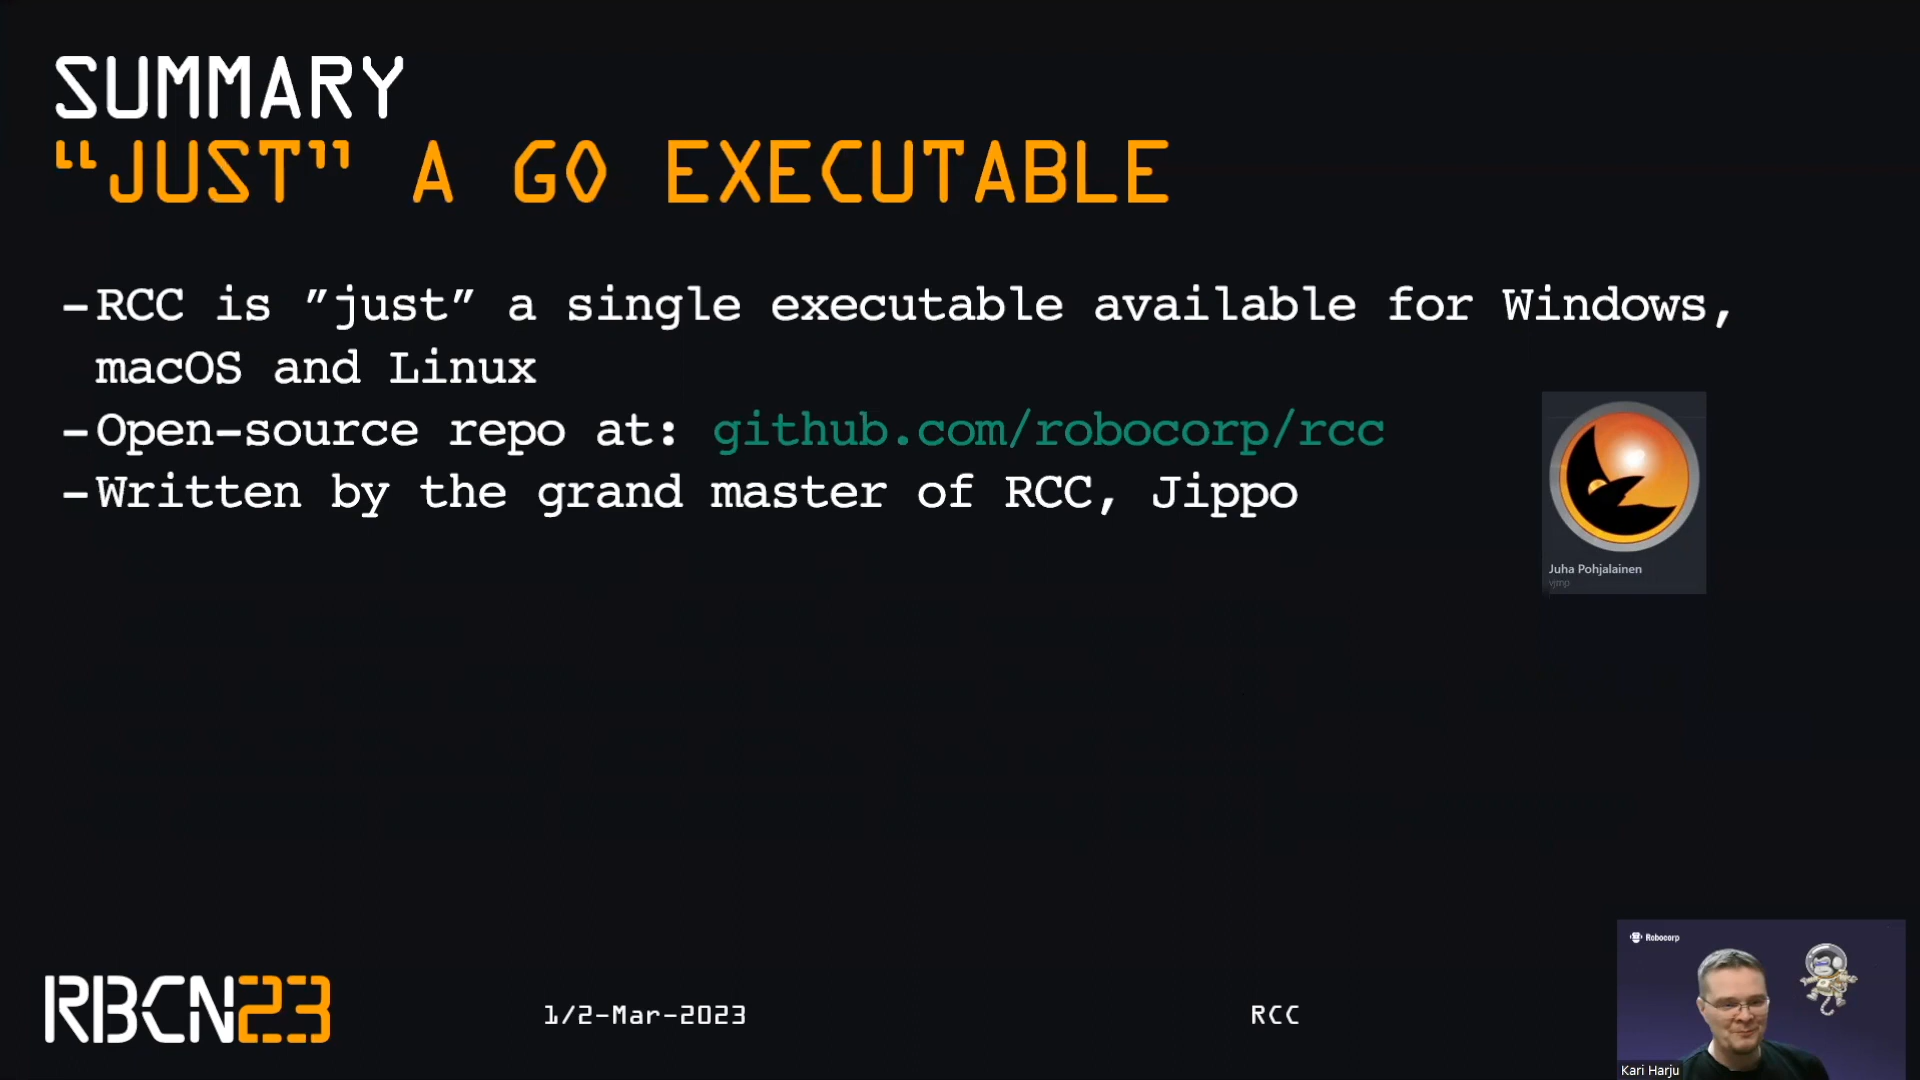 SUMMARY
“JUST” A GO EXECUTABLE
-RCC is ”just” a single executable available for Windows,
macOS and Linux
-Open-source repo at: github.com/robocorp/rcc
-Written by the grand master of RCC, Jippo
Juha Pohjalainen
vjmp
RBCN23
1/2-Mar-2023
RCC
Robocorp
Kari Harju